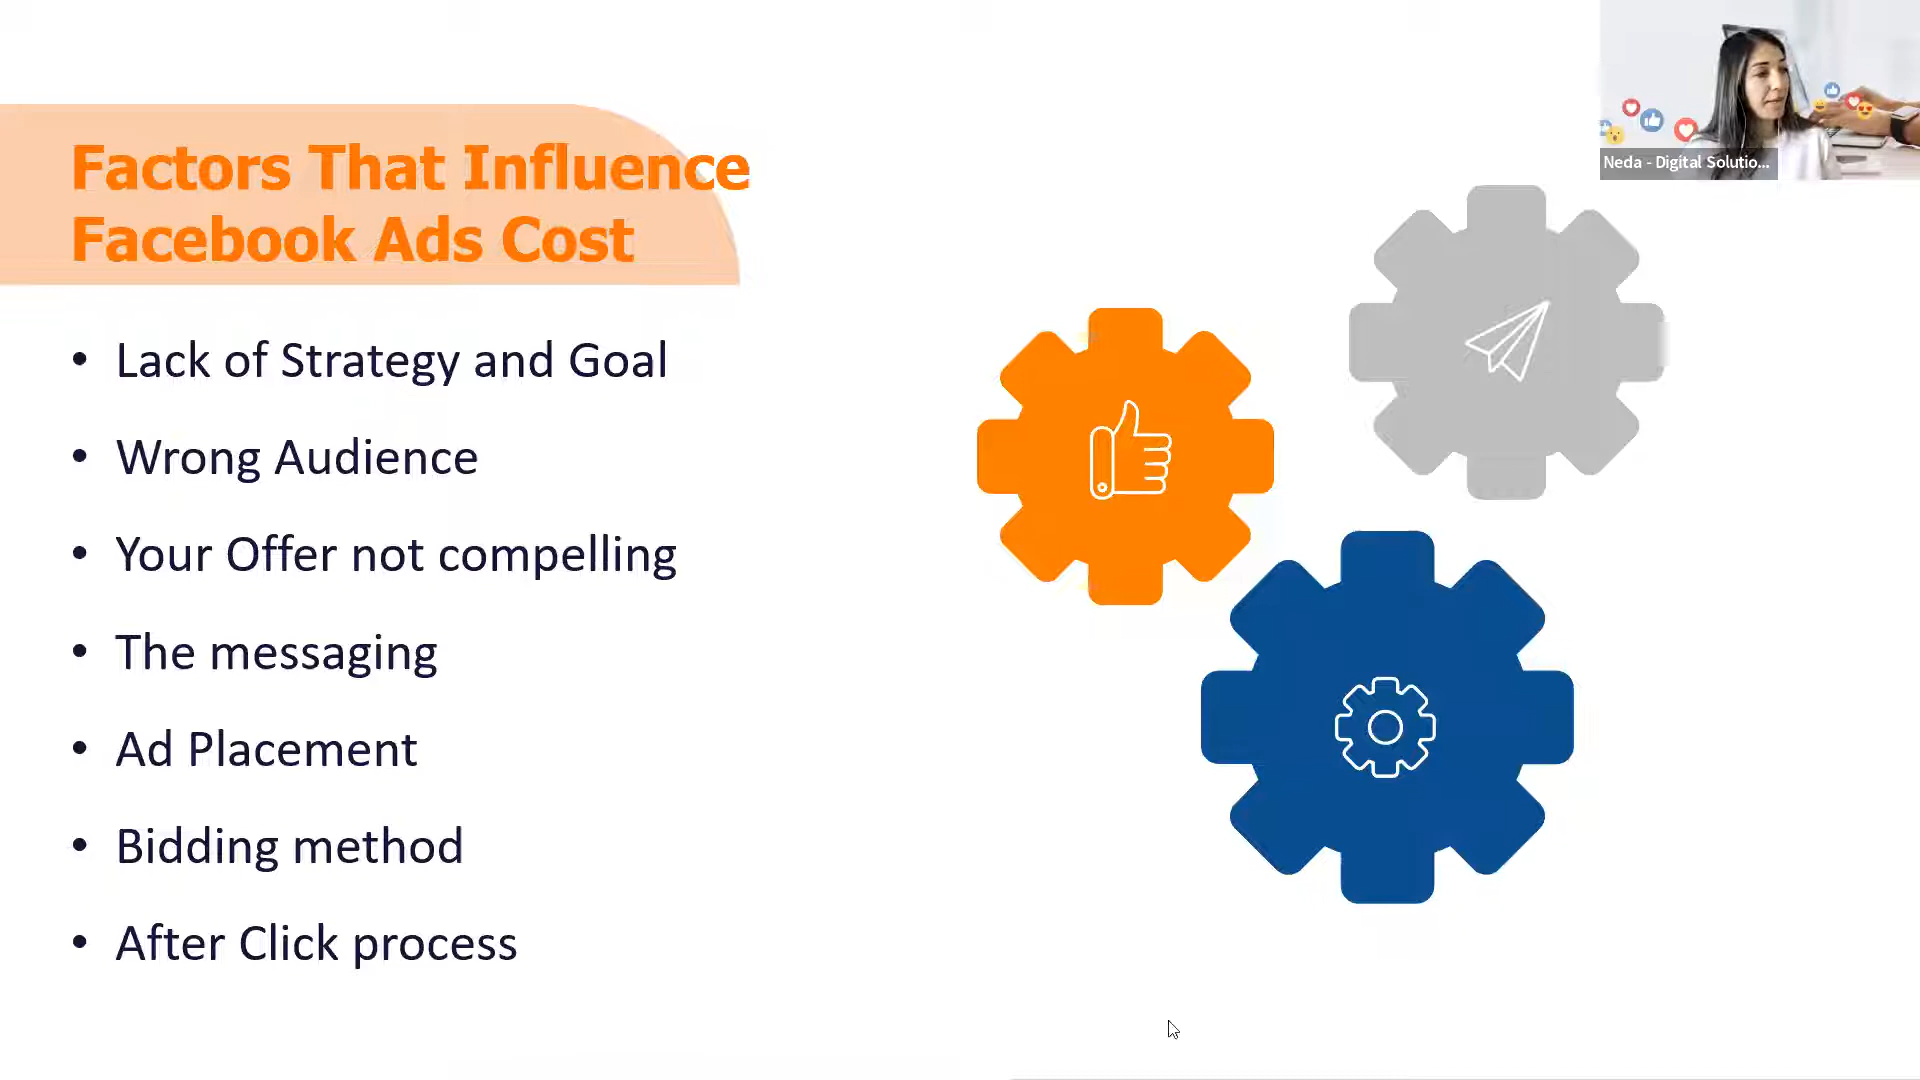 Factors That Influence
Facebook Ads Cost
• Lack of Strategy and Goal
• Wrong Audience
• Your Offer not compelling
• The messaging
• Ad Placement
• Bidding method
• After Click process
Neda - Digital Solutio...